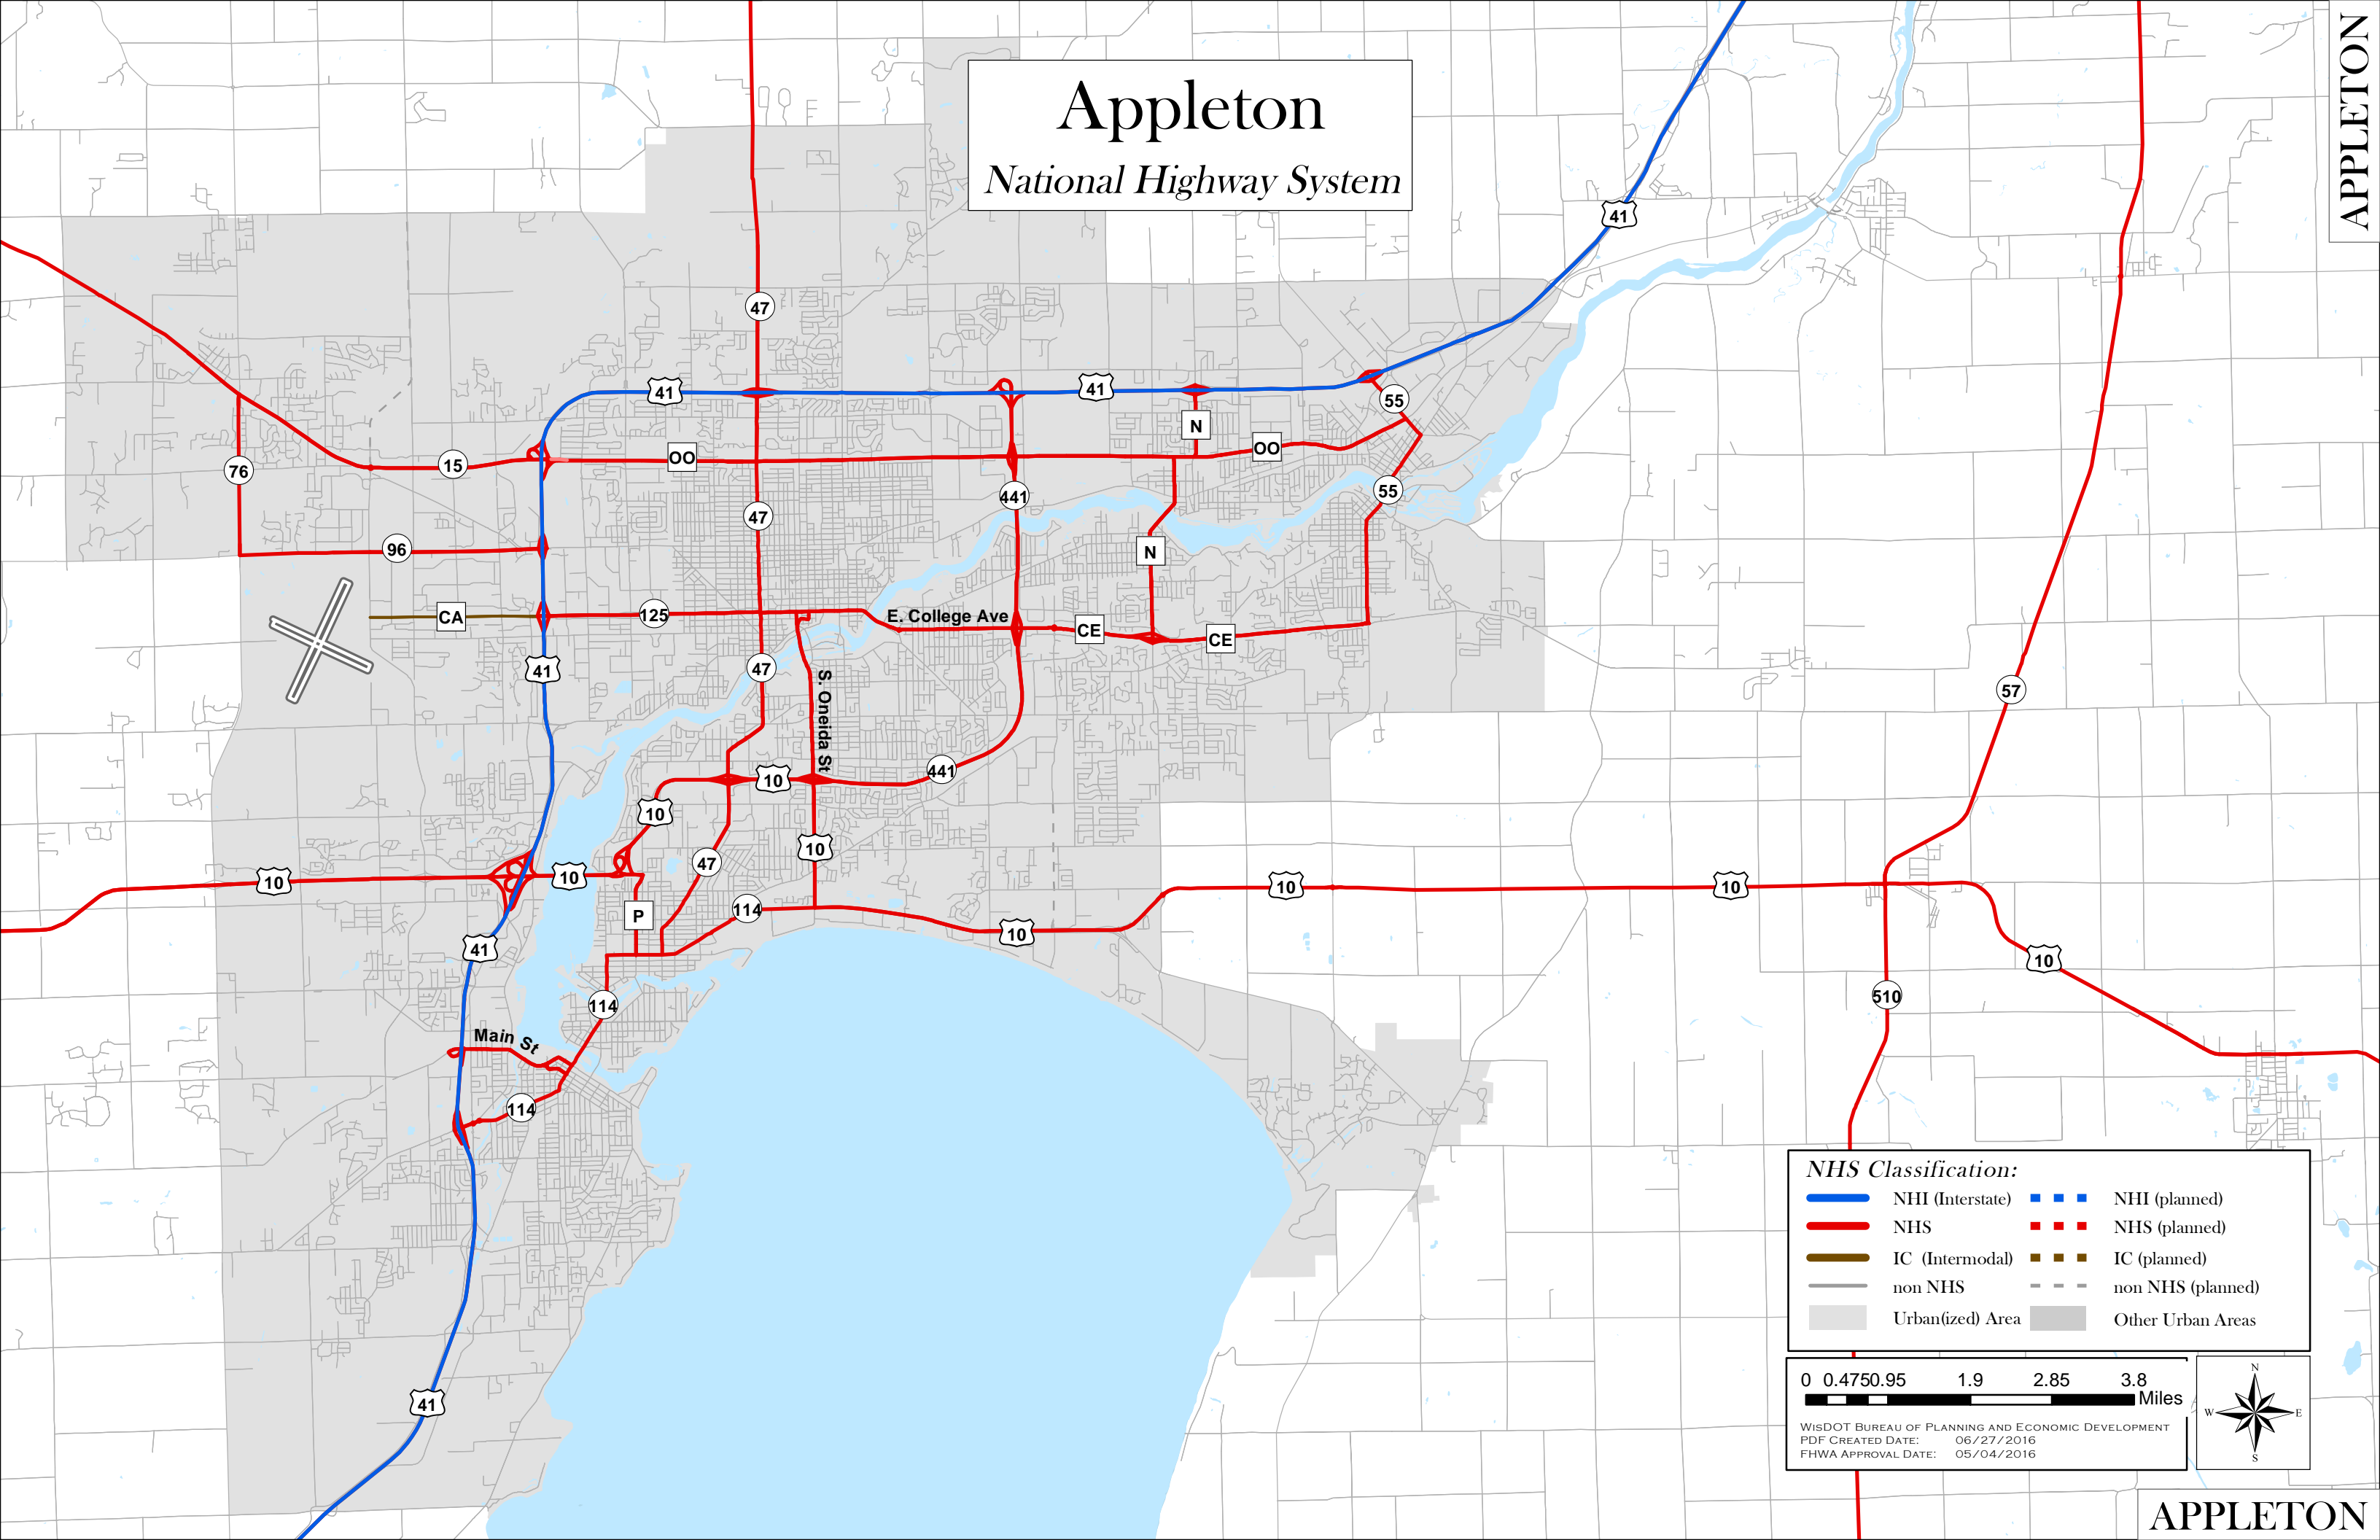 Appleton
National Highway System
APPLETON
41
47
41
41
55
N
OO
OO
15
76
47
441
55
96
N
CA
125
E. College Ave
CE
CE
41
47
S. Oneida St
57
10
441
10
10
47
10
10
10
10
10
P
114
10
41
10
510
114
Main St
114
41
NHS Classification:
NHI (Interstate)
NHI (planned)
NHS
NHS (planned)
IC (Intermodal)
IC (planned)
non NHS
non NHS (planned)
Urban(ized) Area
Other Urban Areas
0 0.475 0.95 1.9 2.85 3.8
Miles
WisDOT Bureau of Planning and Economic Development
PDF Created Date: 06/27/2016
FHWA Approval Date: 05/04/2016
N
W E
S
APPLETON